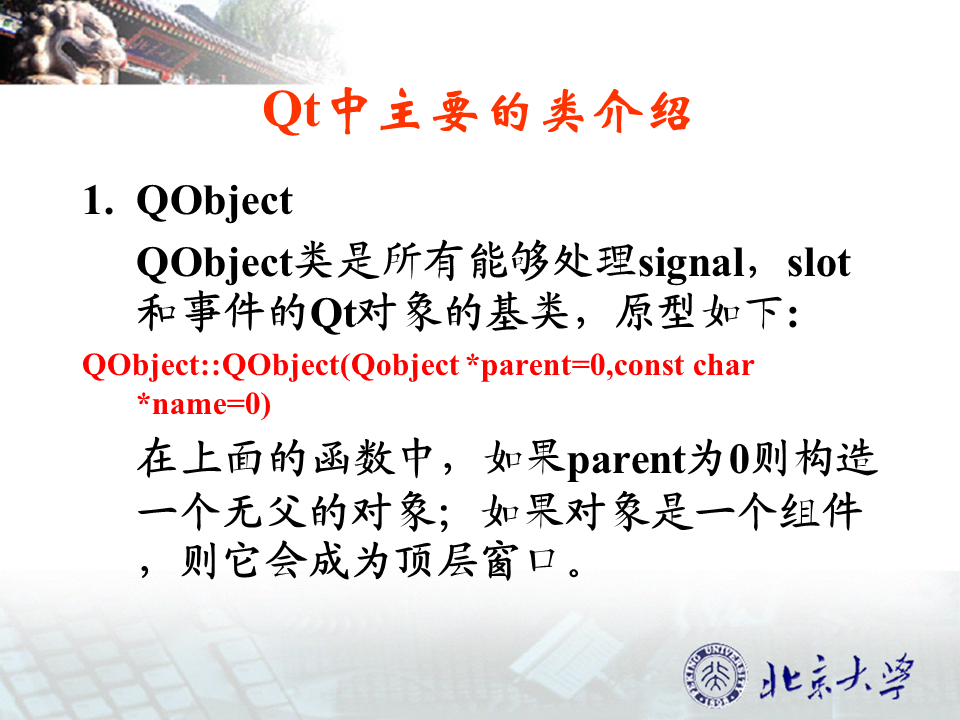 Qt中主要的类介绍
1. QObject
QObject类是所有能够处理signal，slot
和事件的Qt对象的基类，原型如下：
QObject::QObject(Qobject *parent=0,const char
*name=0)
在上面的函数中，如果parent为0则构造
一个无父的对象；如果对象是一个组件
，则它会成为顶层窗口。
PEKING UNIVERSITY
1898
北京大学